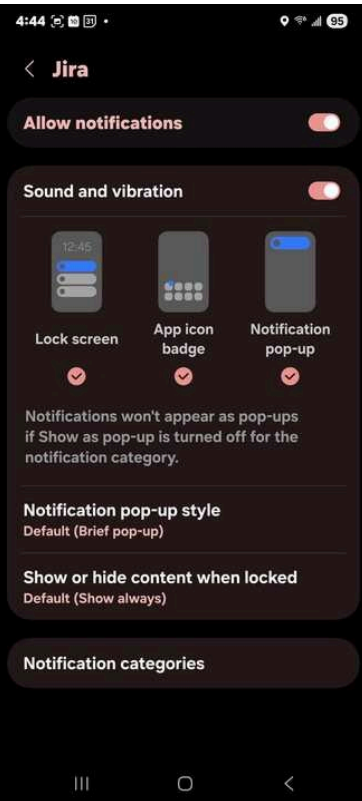 4:44
31
95
Jira
Allow notifications
Sound and vibration
12:45
Lock screen
App icon
badge
Notification
pop-up
Notifications won't appear as pop-ups
if Show as pop-up is turned off for the
notification category.
Notification pop-up style
Default (Brief pop-up)
Show or hide content when locked
Default (Show always)
Notification categories